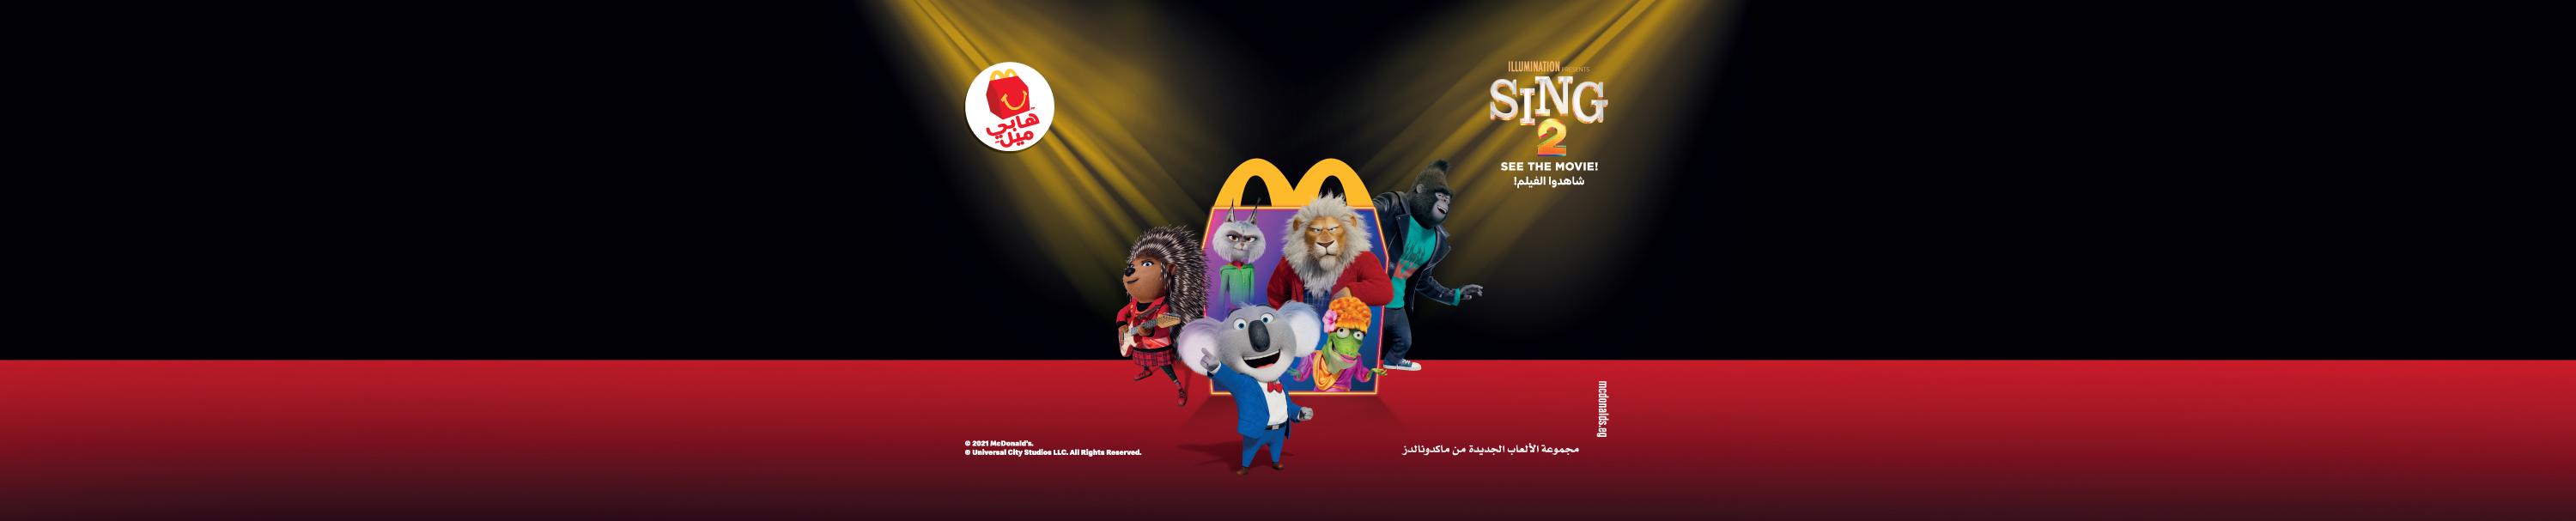 هابي
ميل
ILLUMINATION PRESENTS
SING
2
SEE THE MOVIE!
شاهدوا الفيلم!
mcdonalds.eg
© 2021 McDonald's.
© Universal City Studios LLC. All Rights Reserved.
مجموعة الألعاب الجديدة من ماكدونالدز